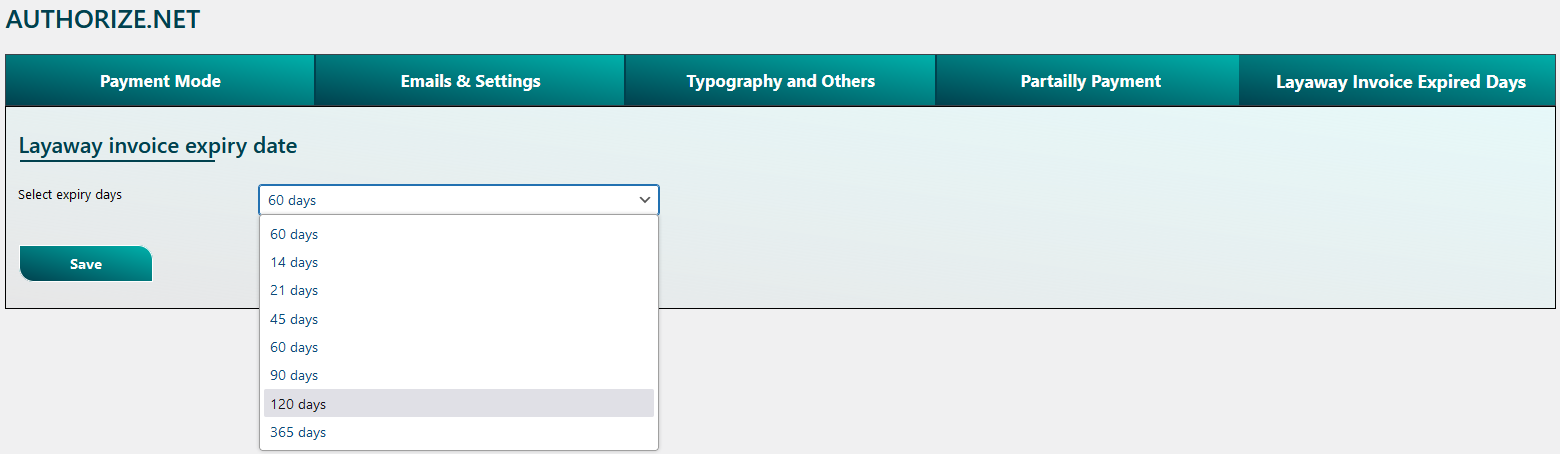 AUTHORIZE.NET
Payment Mode
Emails & Settings
Typography and Others
Partailly Payment
Layaway Invoice Expired Days
Layaway invoice expiry date
Select expiry days
60 days
60 days
14 days
21 days
45 days
60 days
90 days
120 days
365 days
Save